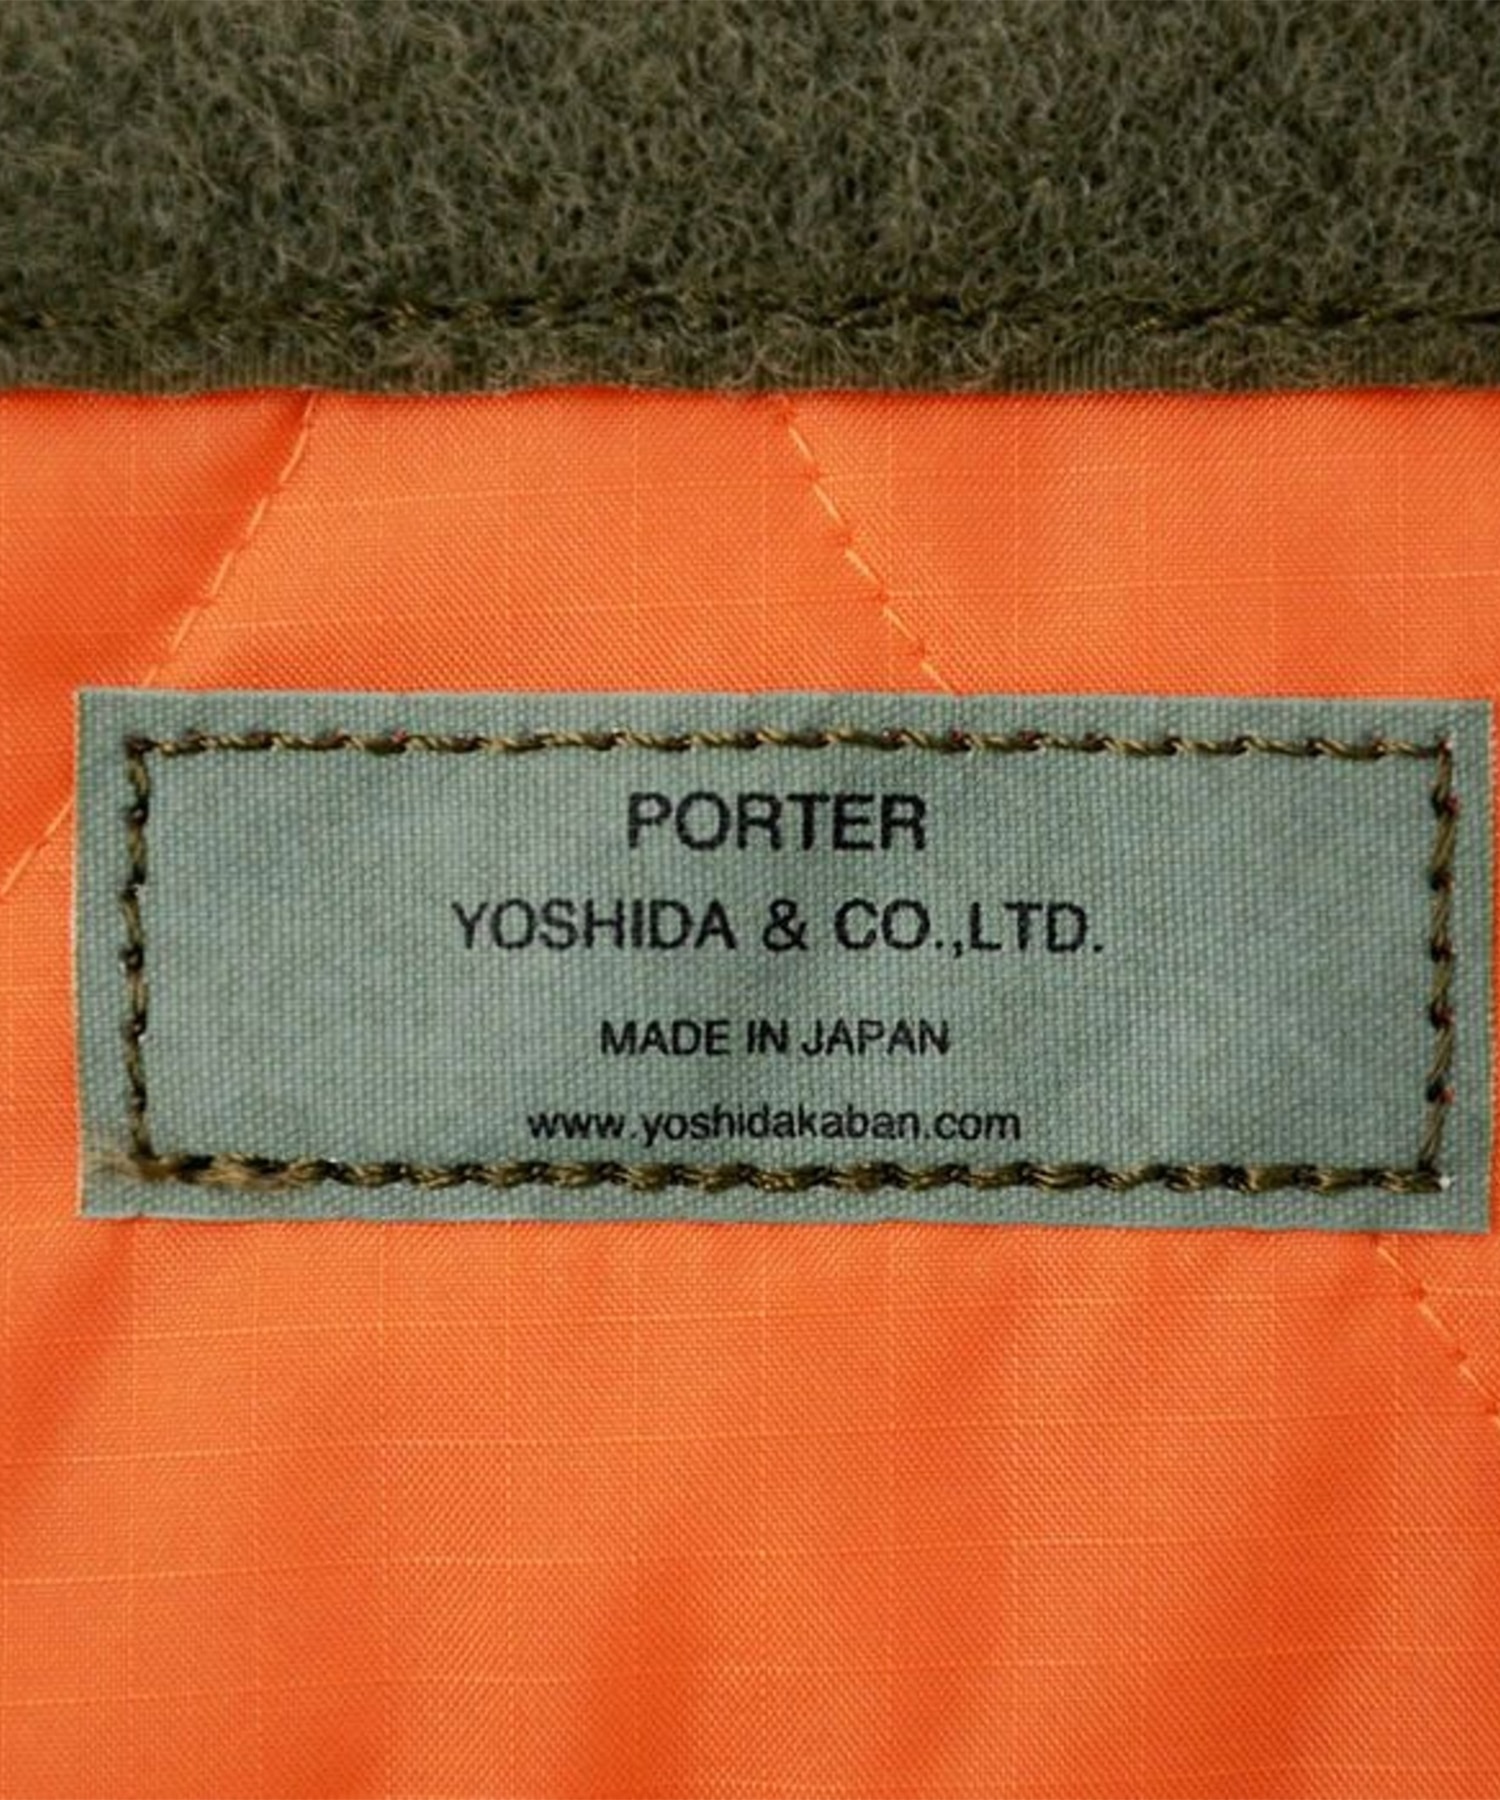 PORTER
YOSHIDA & CO.,LTD.
MADE IN JAPAN
www.yoshidakaban.com